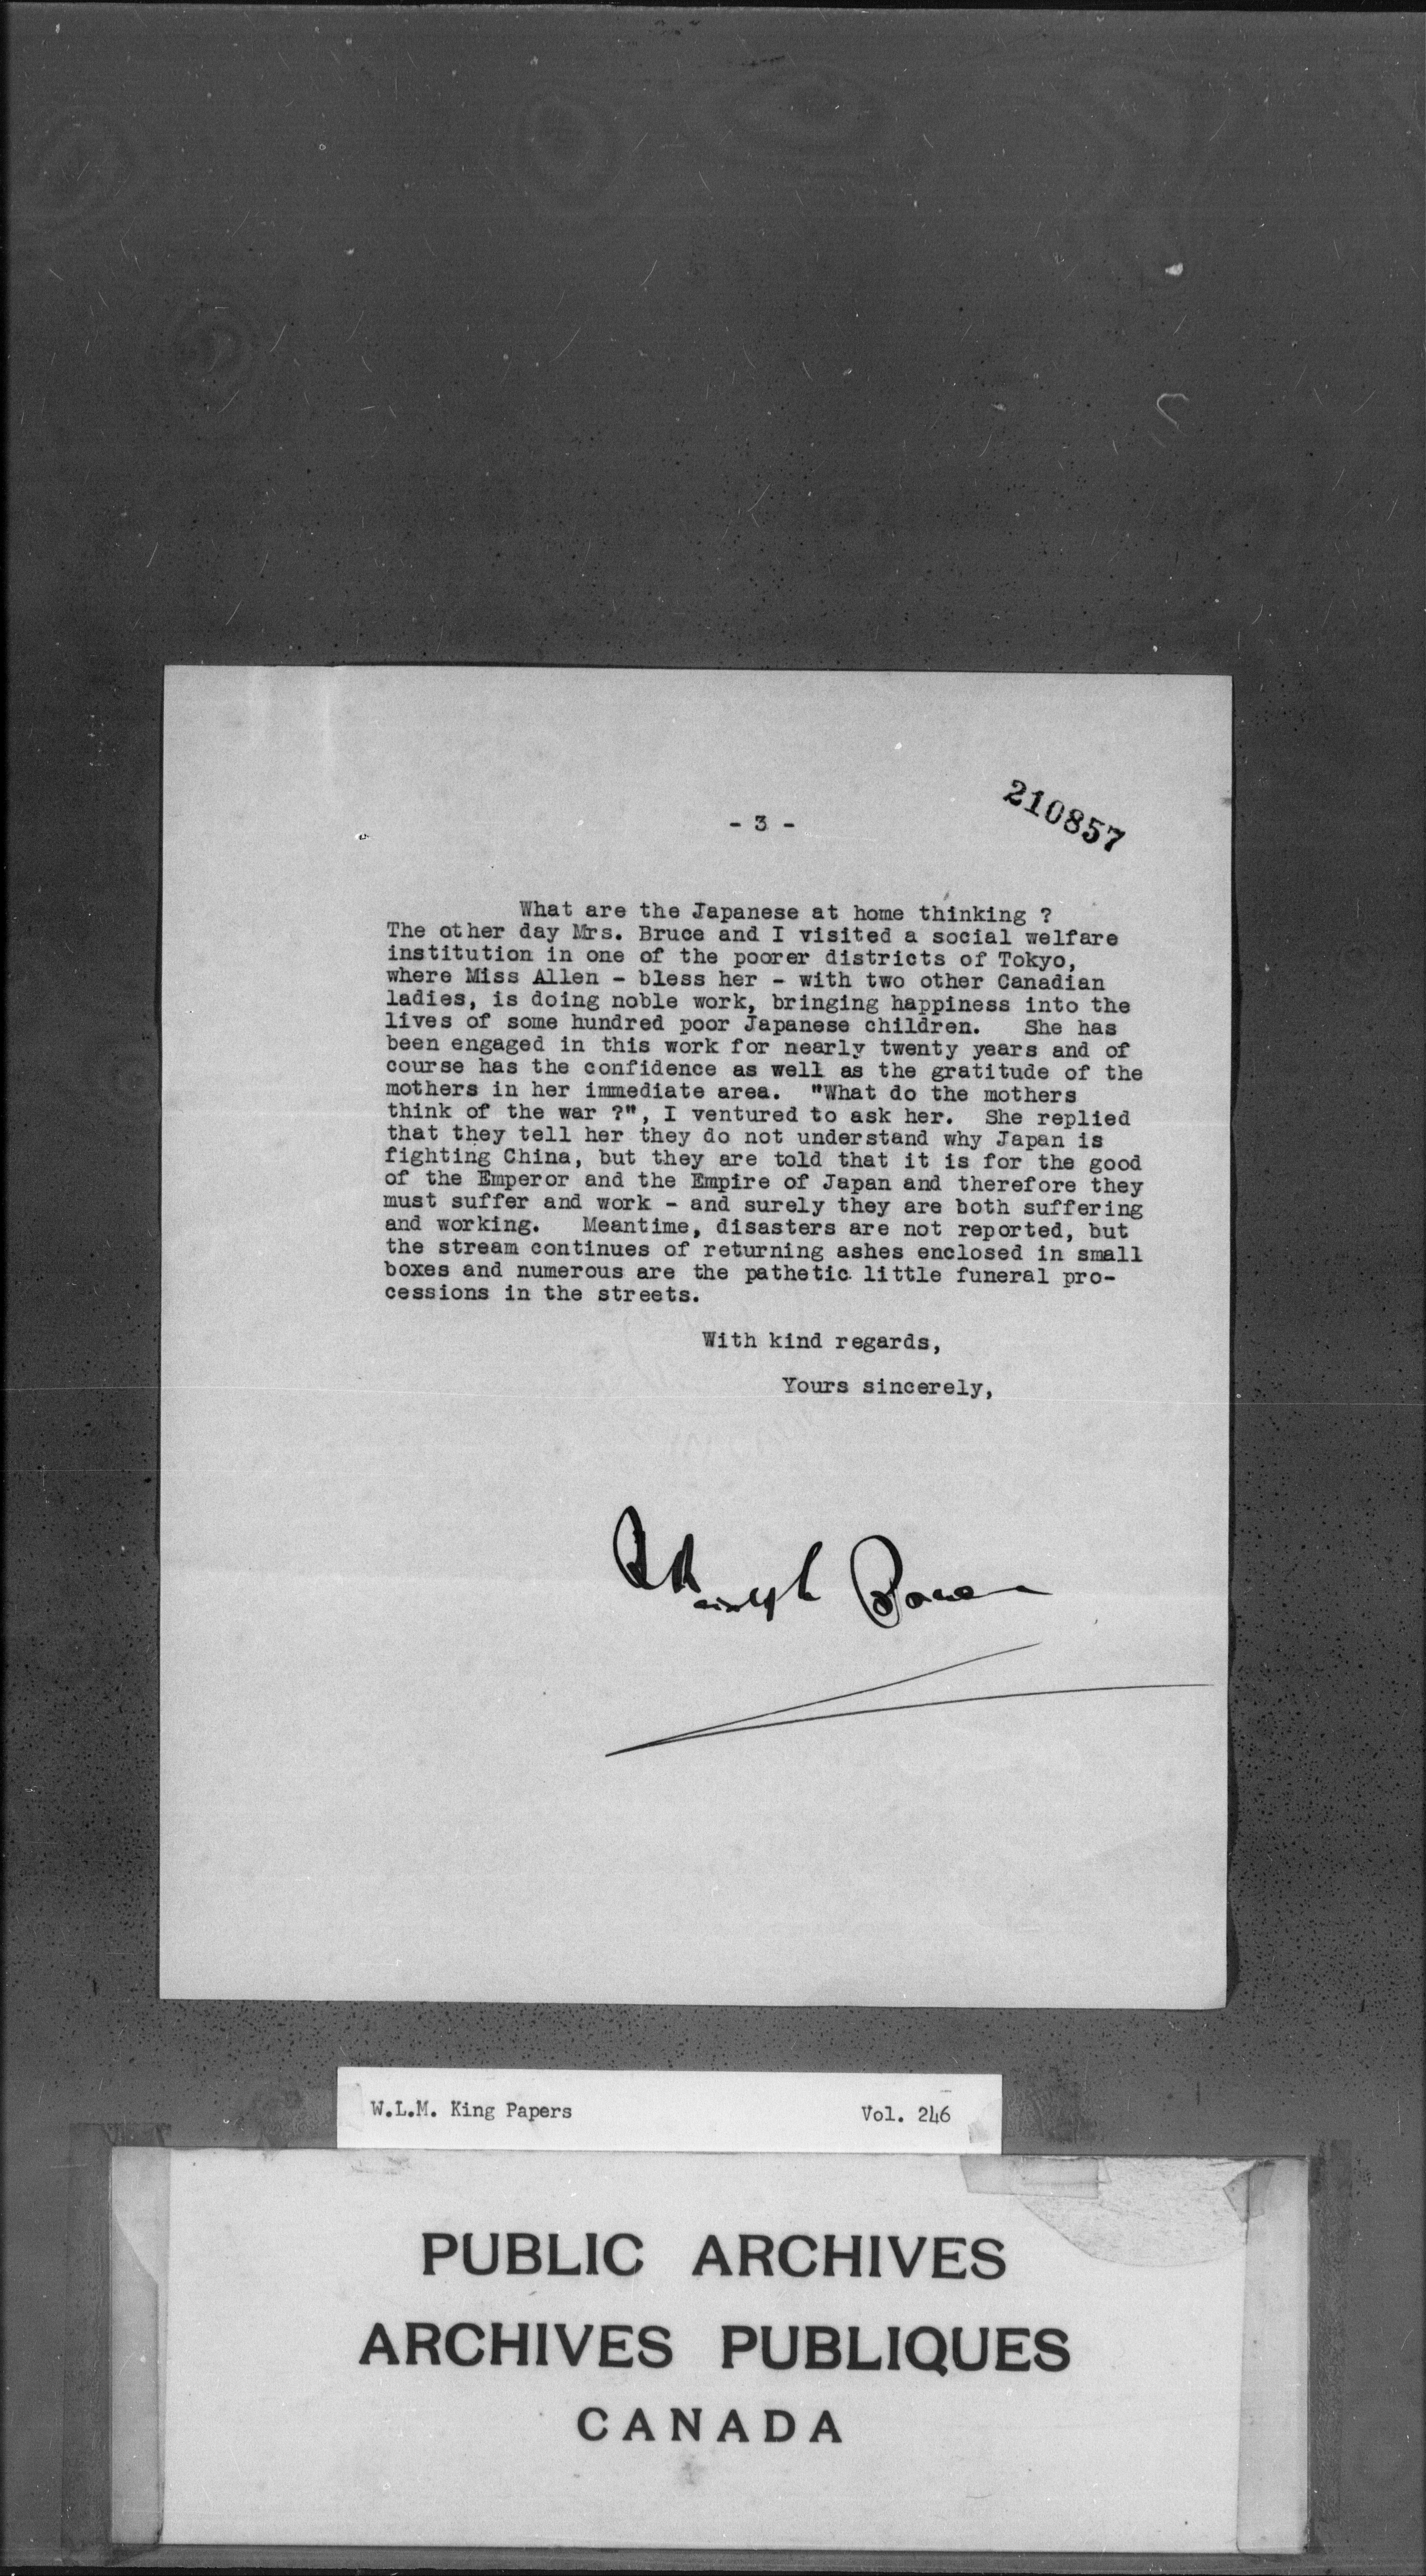 210857
- 3 -
What are the Japanese at home thinking ?
The other day Mrs. Bruce and I visited a social welfare
institution in one of the poorer districts of Tokyo,
where Miss Allen - bless her - with two other Canadian
ladies, is doing noble work, bringing happiness into the
lives of some hundred poor Japanese children. She has
been engaged in this work for nearly twenty years and of
course has the confidence as well as the gratitude of the
mothers in her immediate area. "What do the mothers
think of the war ?", I ventured to ask her. She replied
that they tell her they do not understand why Japan is
fighting China, but they are told that it is for the good
of the Emperor and the Empire of Japan and therefore they
must suffer and work - and surely they are both suffering
and working. Meantime, disasters are not reported, but
the stream continues of returning ashes enclosed in small
boxes and numerous are the pathetic little funeral pro-
cessions in the streets.
With kind regards,
Yours sincerely,
W.L.M. King Papers Vol. 246
PUBLIC ARCHIVES
ARCHIVES PUBLIQUES
CANADA